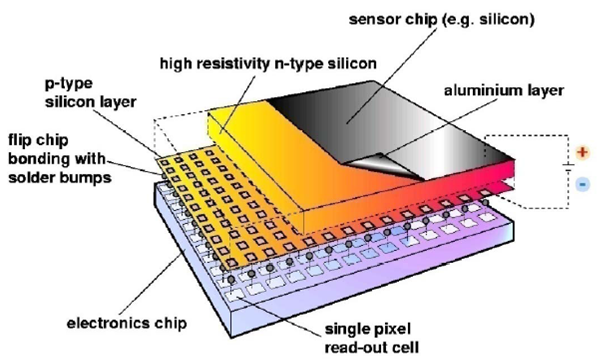 sensor chip (e.g. silicon)
high resistivity n-type silicon
p-type
silicon layer
aluminium layer
flip chip
bonding with
solder bumps
+
-
electronics chip
single pixel
read-out cell